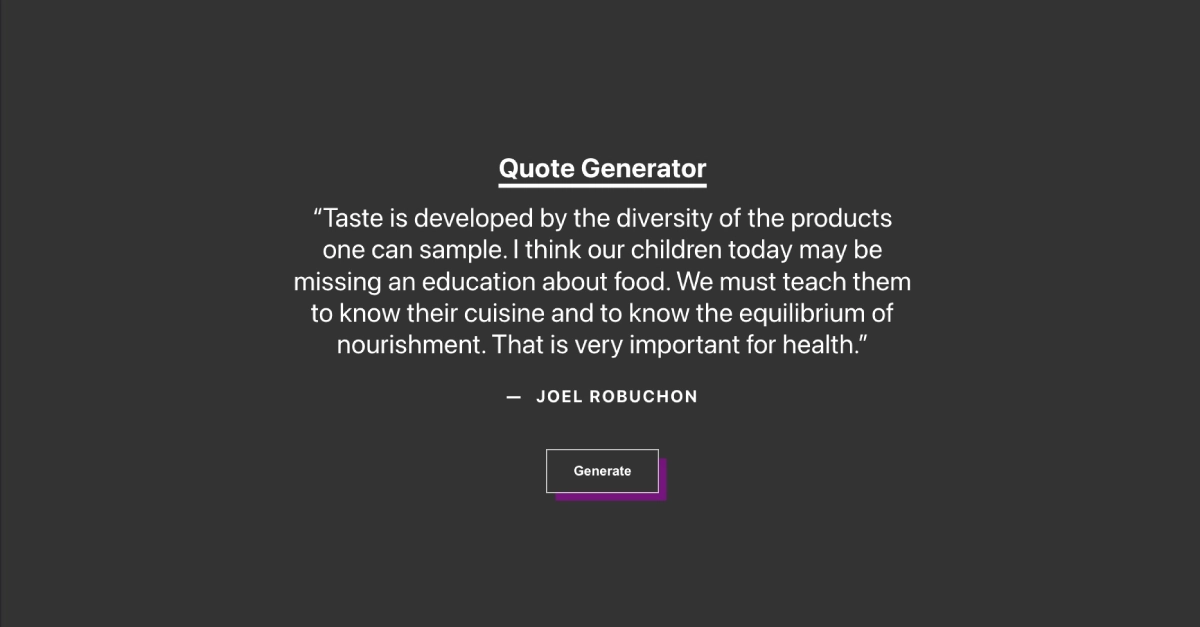 Quote Generator
“Taste is developed by the diversity of the products
one can sample. I think our children today may be
missing an education about food. We must teach them
to know their cuisine and to know the equilibrium of
nourishment. That is very important for health.”
— JOEL ROBUCHON
Generate